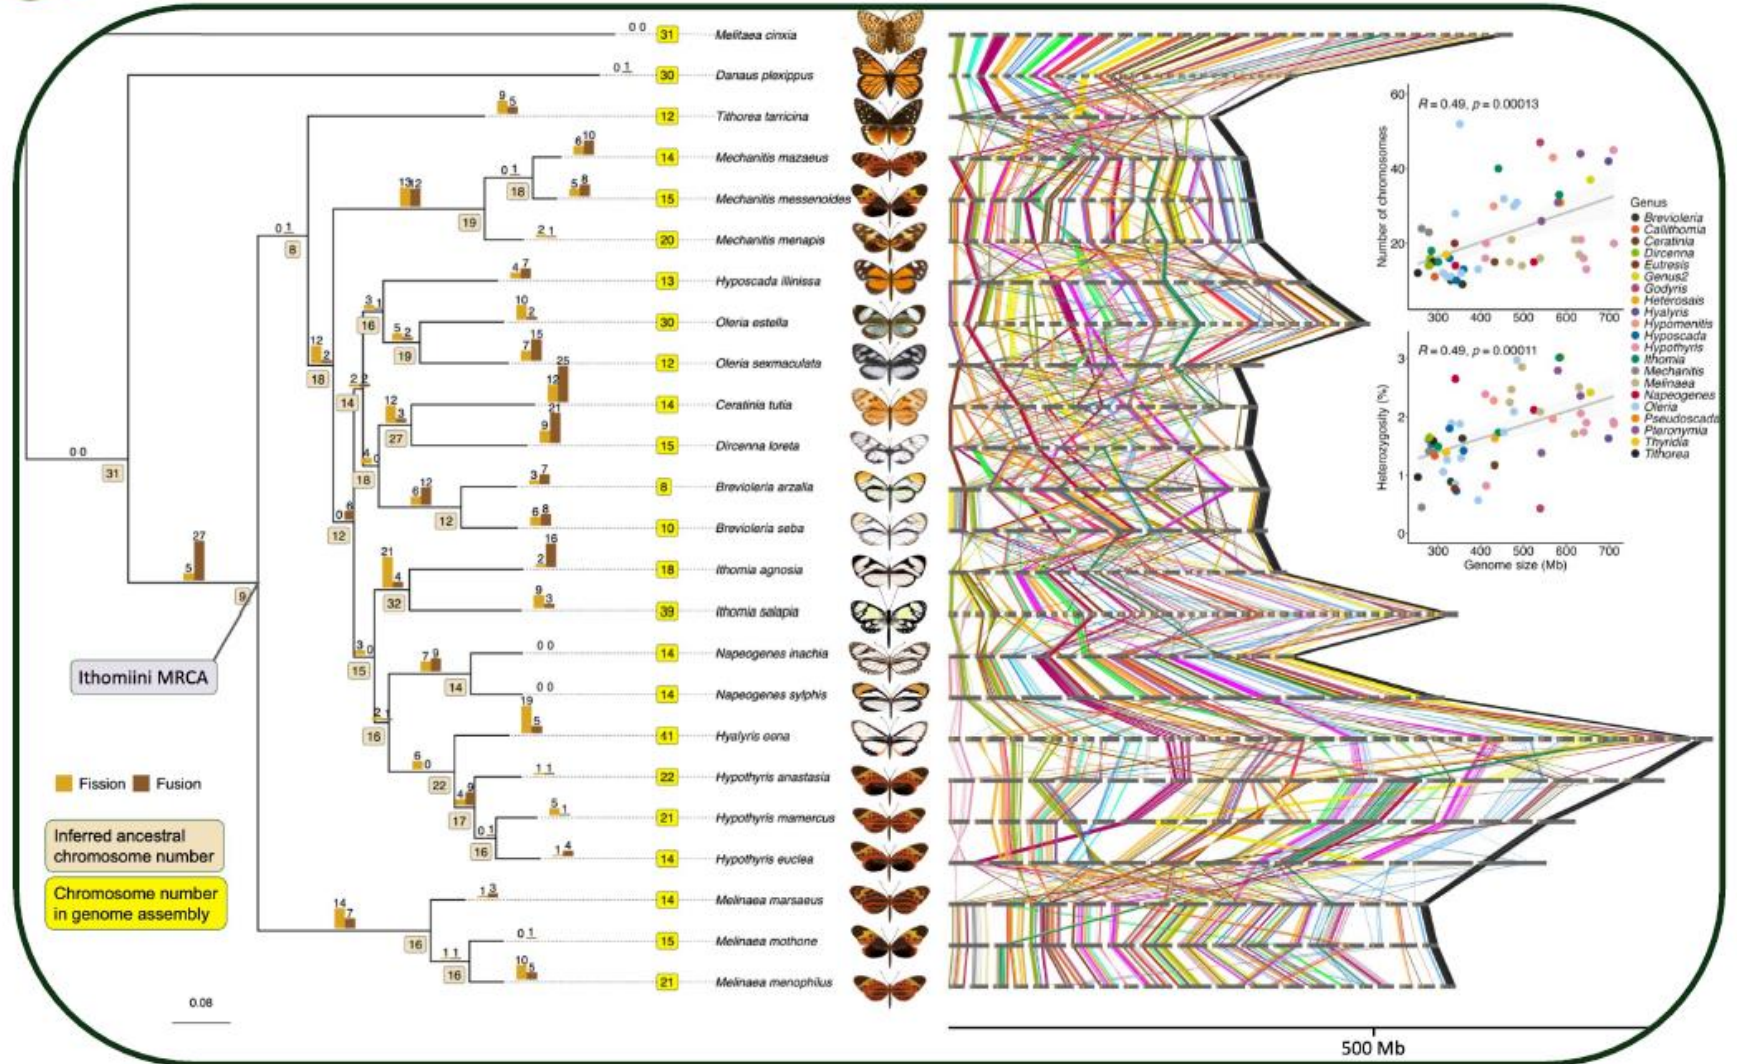 0 0
31
Melitaea cinxia
0 1
30
Danaus plexippus
9 5
12
Tithorea tarricina
6 10
14
Mechanitis mazaeus
0 1
18
5 8
15
Mechanitis messenoides
13 12
19
2 1
20
Mechanitis menapis
0 1
8
4 7
13
Hyposcada illinissa
3 1
16
10 2
30
Oleria estella
5 2
19
7 15
12
Oleria sexmaculata
12 2
18
2 2
14
12 25
14
Ceratinia tutia
12 3
27
9 21
15
Dircenna loreta
4 0
18
3 7
8
Brevioleria arzalia
6 12
12
6 8
10
Brevioleria seba
0 6
12
0 0
31
2 16
18
Ithomia agnosia
21 4
32
9 3
39
Ithomia salapia
5 27
9
3 0
15
0 0
14
Napeogenes inachia
7 9
14
0 0
14
Napeogenes sylphis
Ithomiini MRCA
2 1
16
19 5
41
Hyalyris oena
6 0
22
1 1
22
Hypothyris anastasia
4 9
17
5 1
21
Hypothyris mamercus
0 1
16
1 4
14
Hypothyris euclea
Fission
Fusion
Inferred ancestral
chromosome number
Chromosome number
in genome assembly
14 7
16
1 3
14
Melinaea marsaeus
0 1
15
Melinaea mothone
1 1
16
10 5
21
Melinaea menophilus
0.08
R = 0.49, p = 0.00013
Number of chromosomes
60
40
20
300 400 500 600 700
R = 0.49, p = 0.00011
Heterozygosity (%)
3
2
1
0
300 400 500 600 700
Genome size (Mb)
Genus
Brevioleria
Callithomia
Ceratinia
Dircenna
Eutresis
Genus2
Godyris
Heterosais
Hyalyris
Hypomenitis
Hyposcada
Hypothyris
Ithomia
Mechanitis
Melinaea
Napeogenes
Oleria
Pseudoscada
Pteronymia
Thyridia
Tithorea
500 Mb